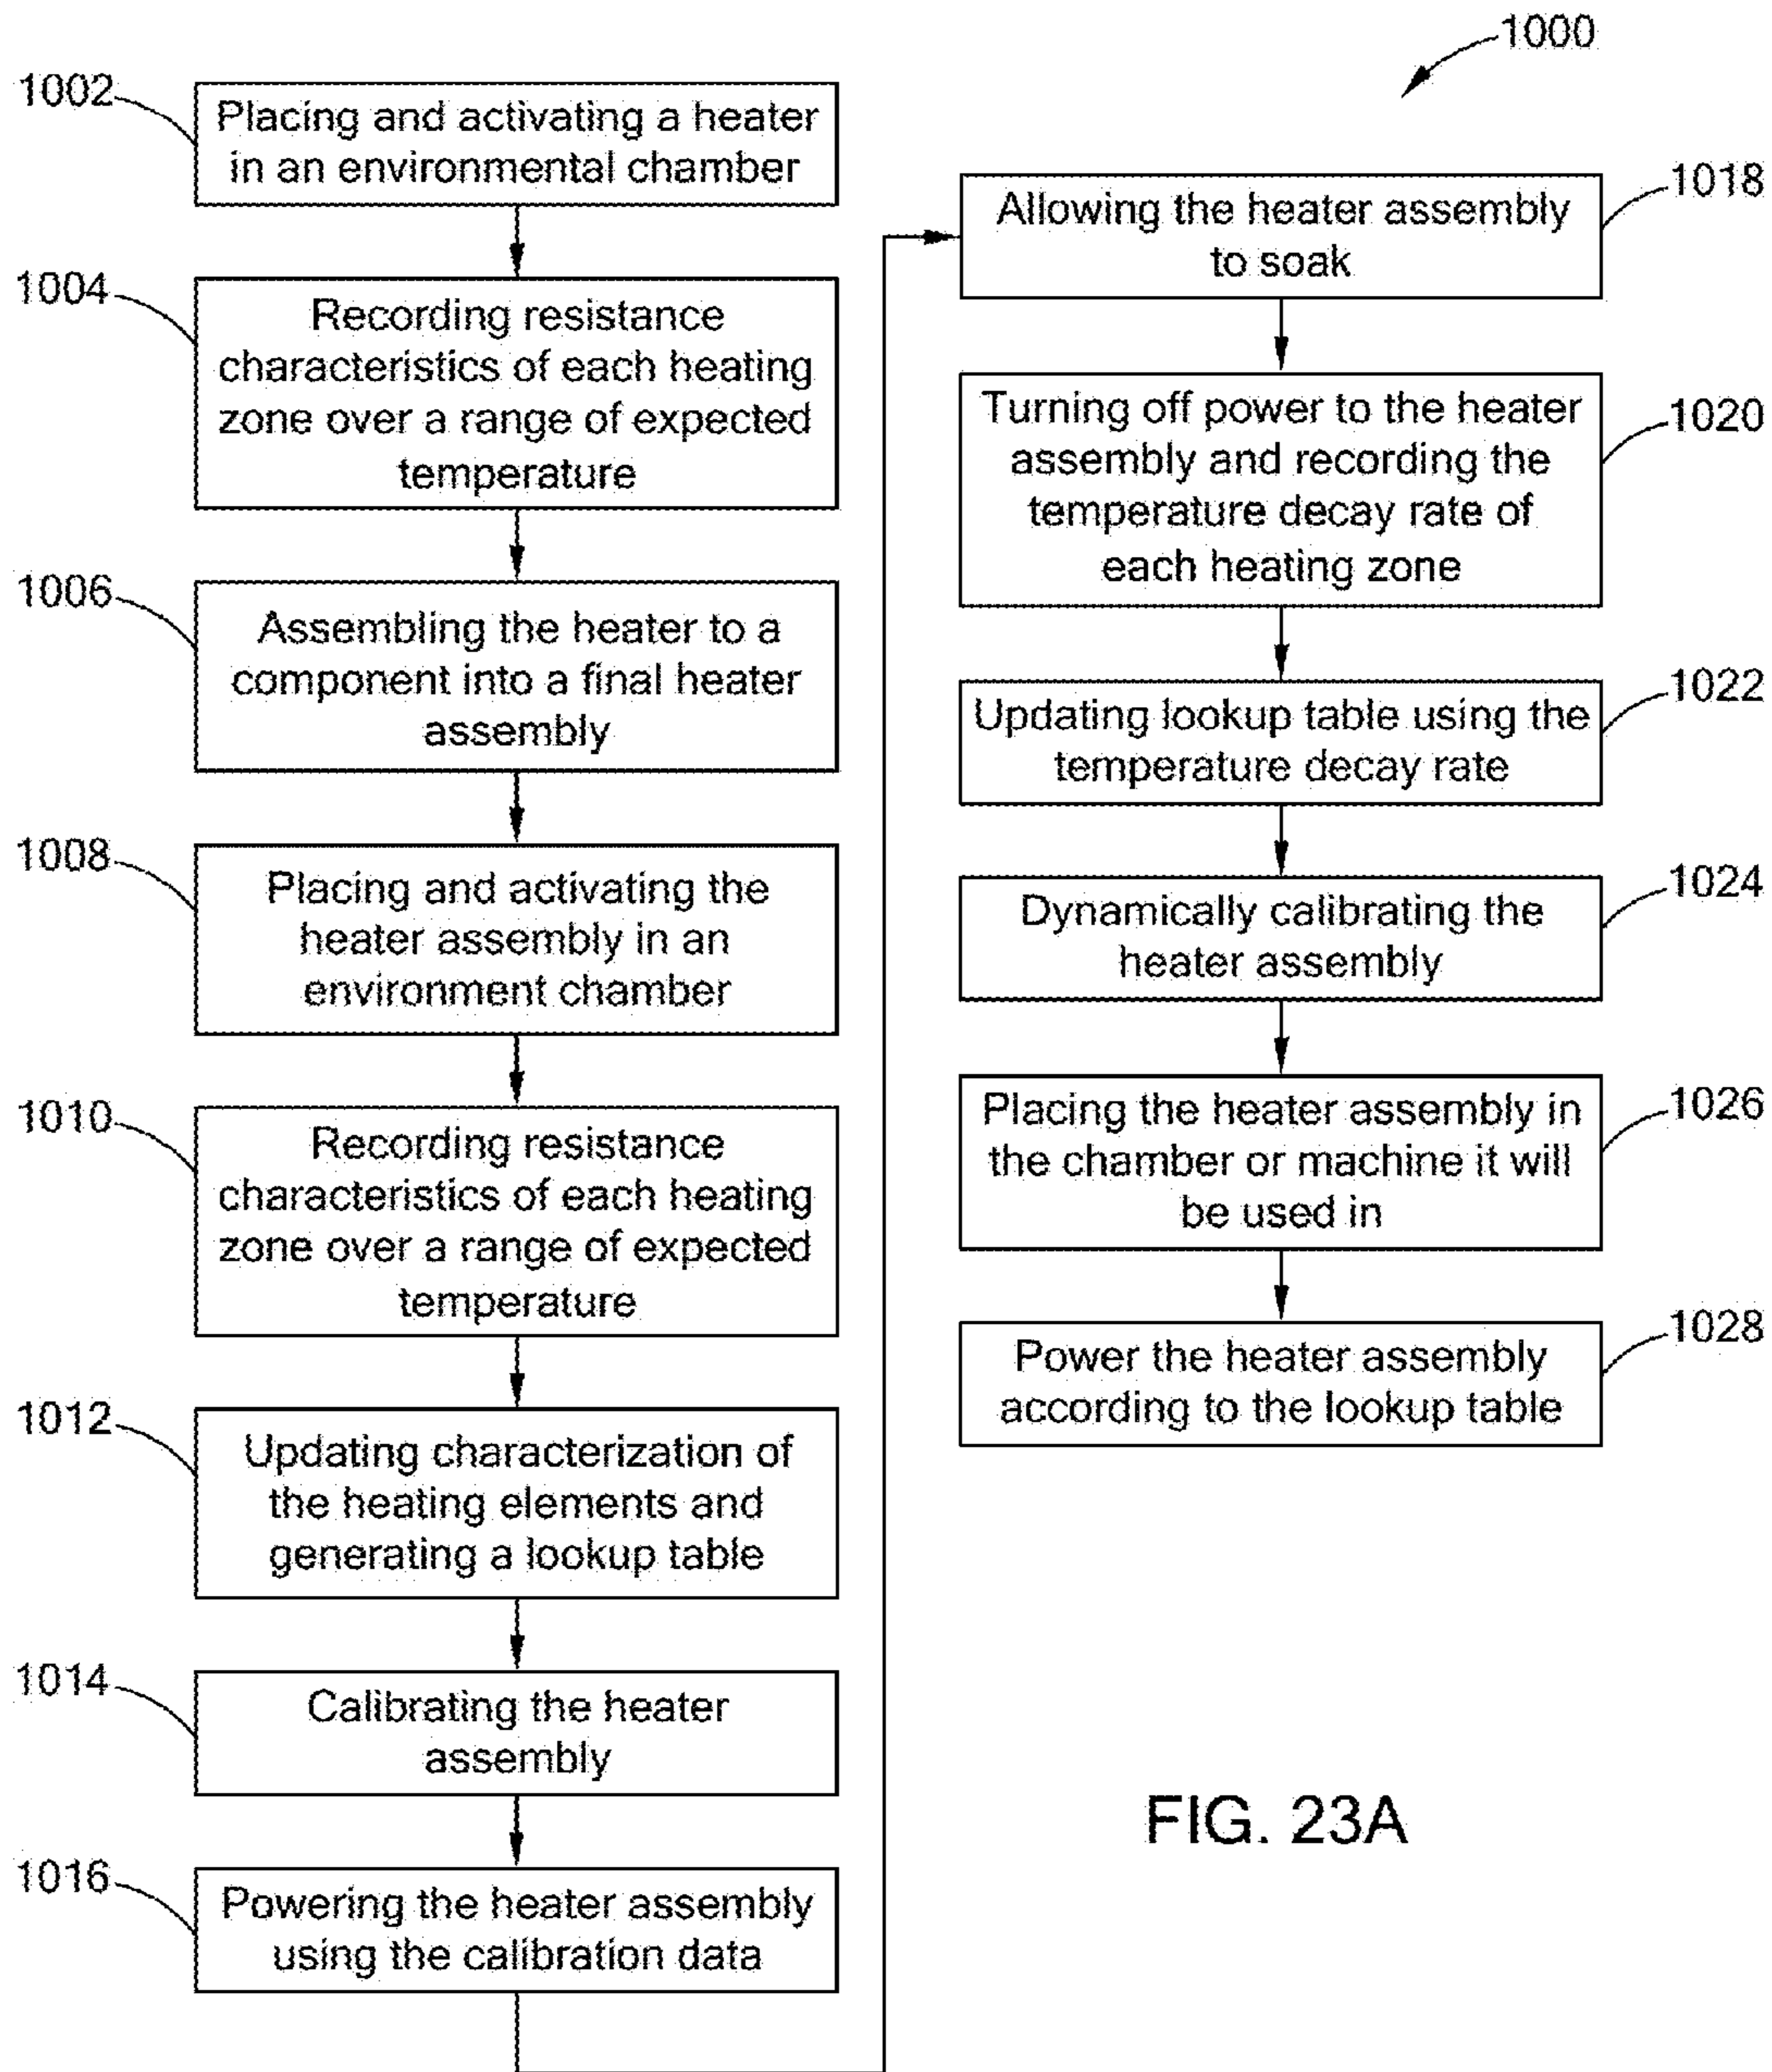 1000
1002
Placing and activating a heater
in an environmental chamber
1004
Recording resistance
characteristics of each heating
zone over a range of expected
temperature
1006
Assembling the heater to a
component into a final heater
assembly
1008
Placing and activating the
heater assembly in an
environment chamber
1010
Recording resistance
characteristics of each heating
zone over a range of expected
temperature
1012
Updating characterization of
the heating elements and
generating a lookup table
1014
Calibrating the heater
assembly
1016
Powering the heater assembly
using the calibration data
1018
Allowing the heater assembly
to soak
1020
Turning off power to the heater
assembly and recording the
temperature decay rate of
each heating zone
1022
Updating lookup table using the
temperature decay rate
1024
Dynamically calibrating the
heater assembly
1026
Placing the heater assembly in
the chamber or machine it will
be used in
1028
Power the heater assembly
according to the lookup table
FIG. 23A